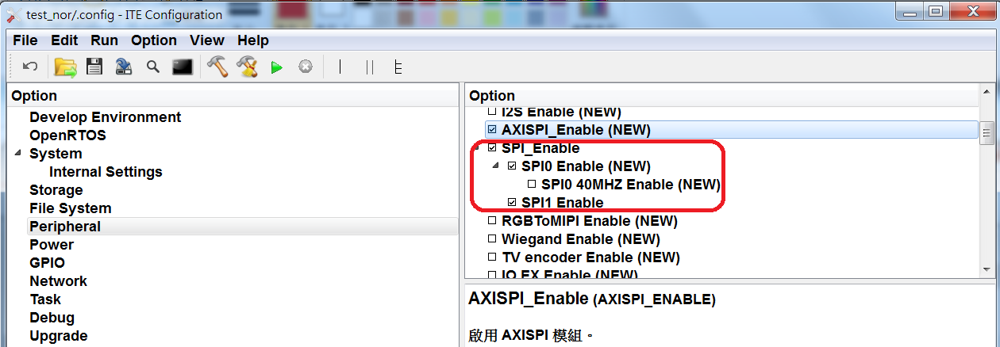 test_nor/.config - ITE Configuration
File Edit Run Option View Help
Option
Develop Environment
OpenRTOS
System
Internal Settings
Storage
File System
Peripheral
Power
GPIO
Network
Task
Debug
Upgrade
Option
I2S Enable (NEW)
AXISPI_Enable (NEW)
SPI_Enable
SPI0 Enable (NEW)
SPI0 40MHZ Enable (NEW)
SPI1 Enable
RGBToMIPI Enable (NEW)
Wiegand Enable (NEW)
TV encoder Enable (NEW)
IO EX Enable (NEW)
AXISPI_Enable (AXISPI_ENABLE)
啟用 AXISPI 模組。